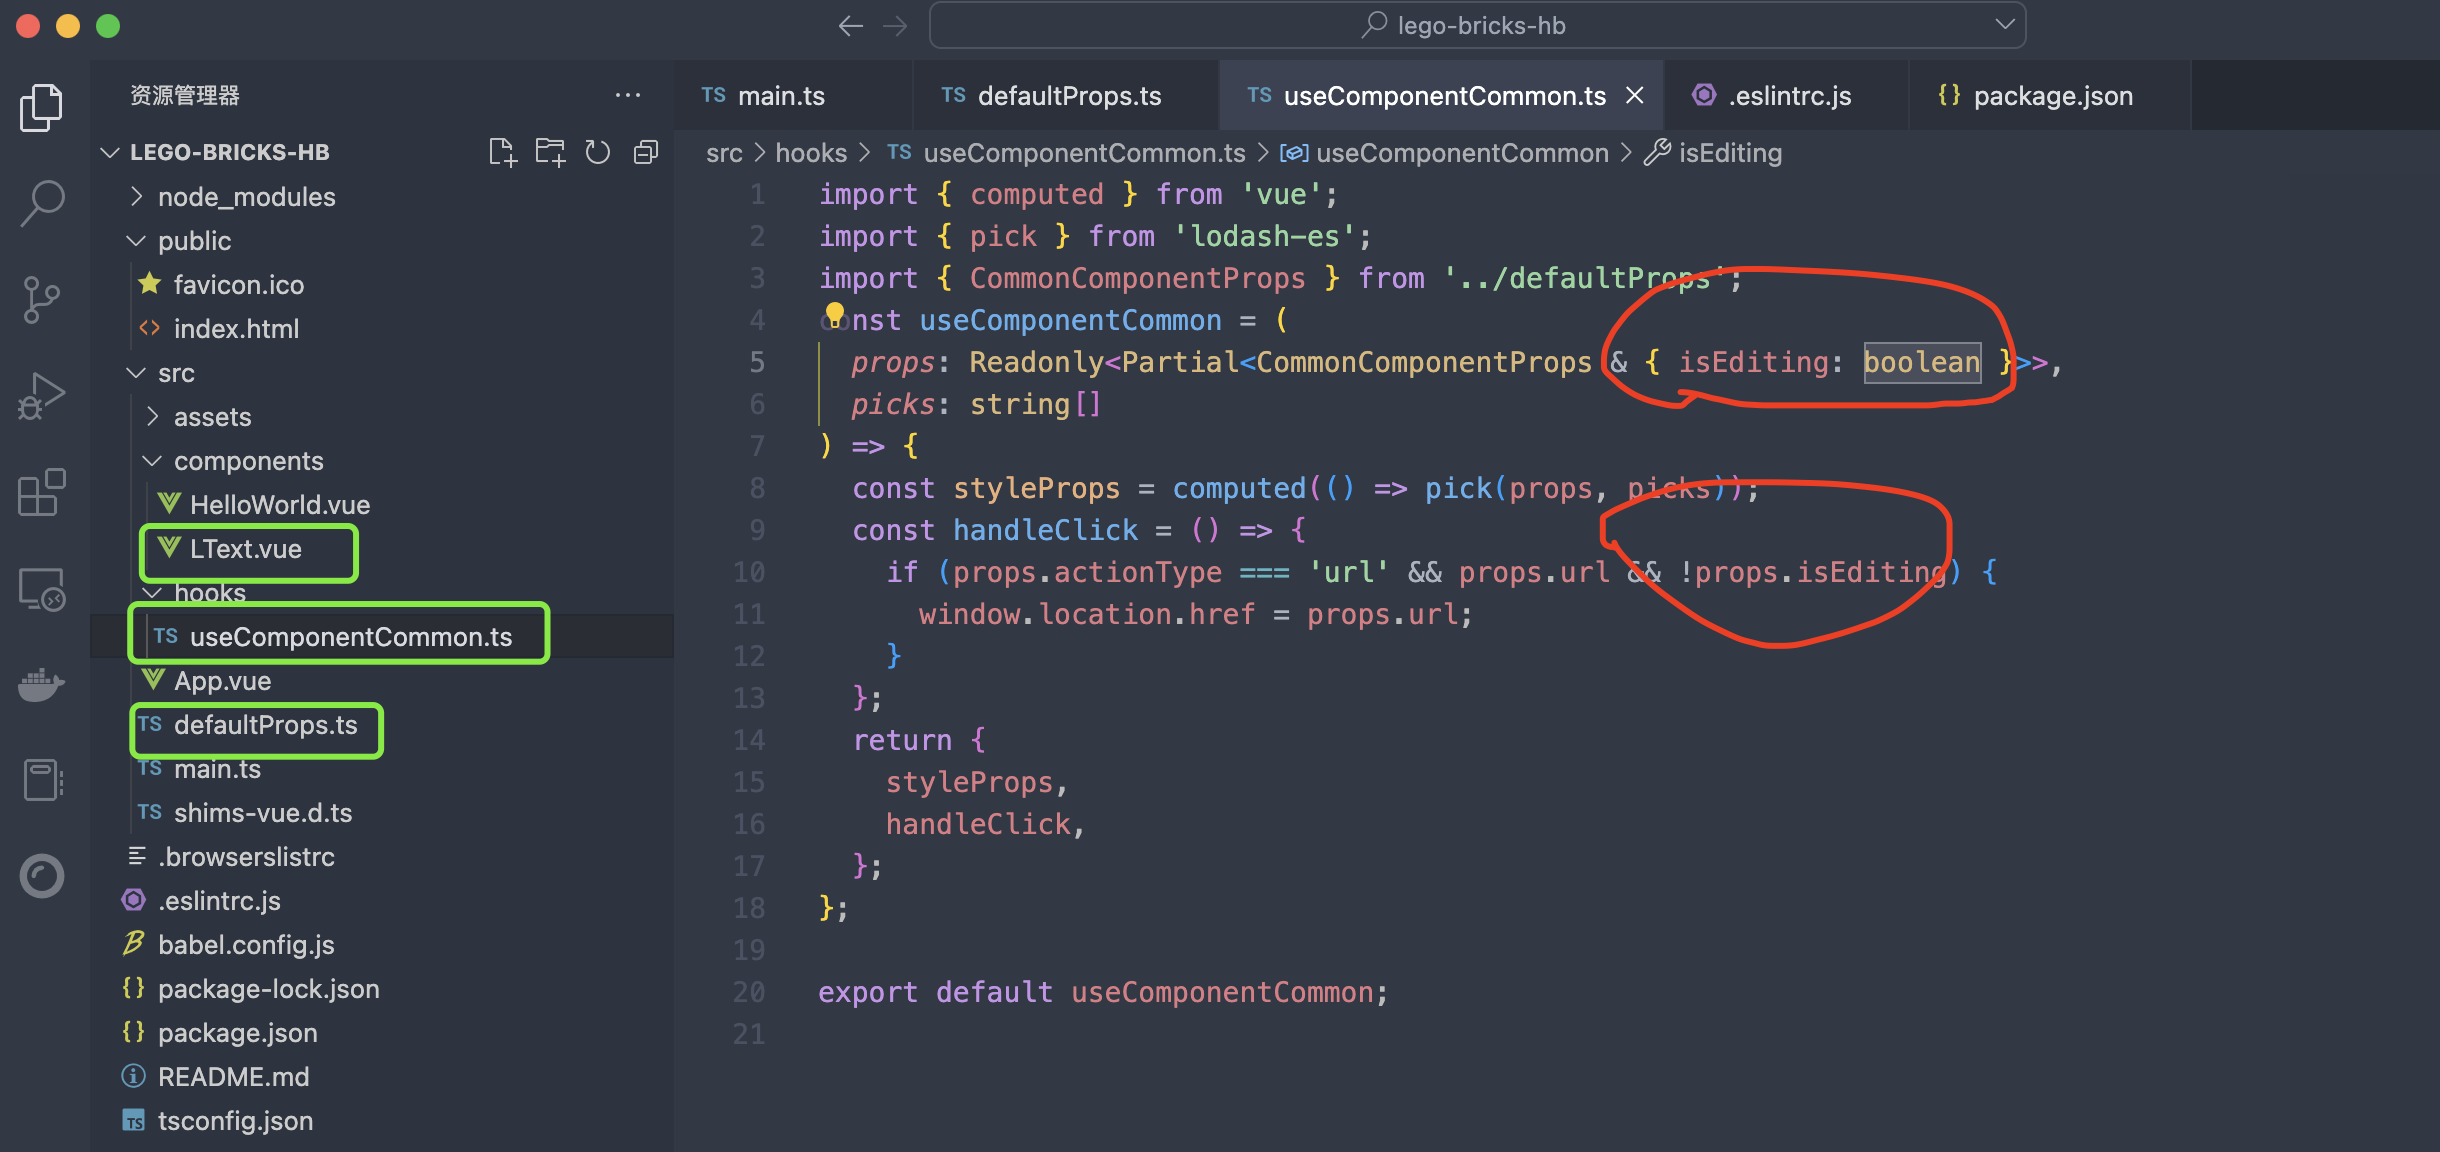 lego-bricks-hb
资源管理器
main.ts
defaultProps.ts
useComponentCommon.ts
.eslintrc.js
package.json
LEGO-BRICKS-HB
node_modules
public
favicon.ico
index.html
src
assets
components
HelloWorld.vue
LText.vue
hooks
useComponentCommon.ts
App.vue
defaultProps.ts
main.ts
shims-vue.d.ts
.browserslistrc
.eslintrc.js
babel.config.js
package-lock.json
package.json
README.md
tsconfig.json
src > hooks > TS useComponentCommon.ts > useComponentCommon > isEditing
1 import { computed } from 'vue';
2 import { pick } from 'lodash-es';
3 import { CommonComponentProps } from '../defaultProps';
4 const useComponentCommon = (
5 props: Readonly<Partial<CommonComponentProps & { isEditing: boolean }>>,
6 picks: string[]
7 ) => {
8 const styleProps = computed(() => pick(props, picks));
9 const handleClick = () => {
10 if (props.actionType === 'url' && props.url && !props.isEditing) {
11 window.location.href = props.url;
12 }
13 };
14 return {
15 styleProps,
16 handleClick,
17 };
18 };
19
20 export default useComponentCommon;
21